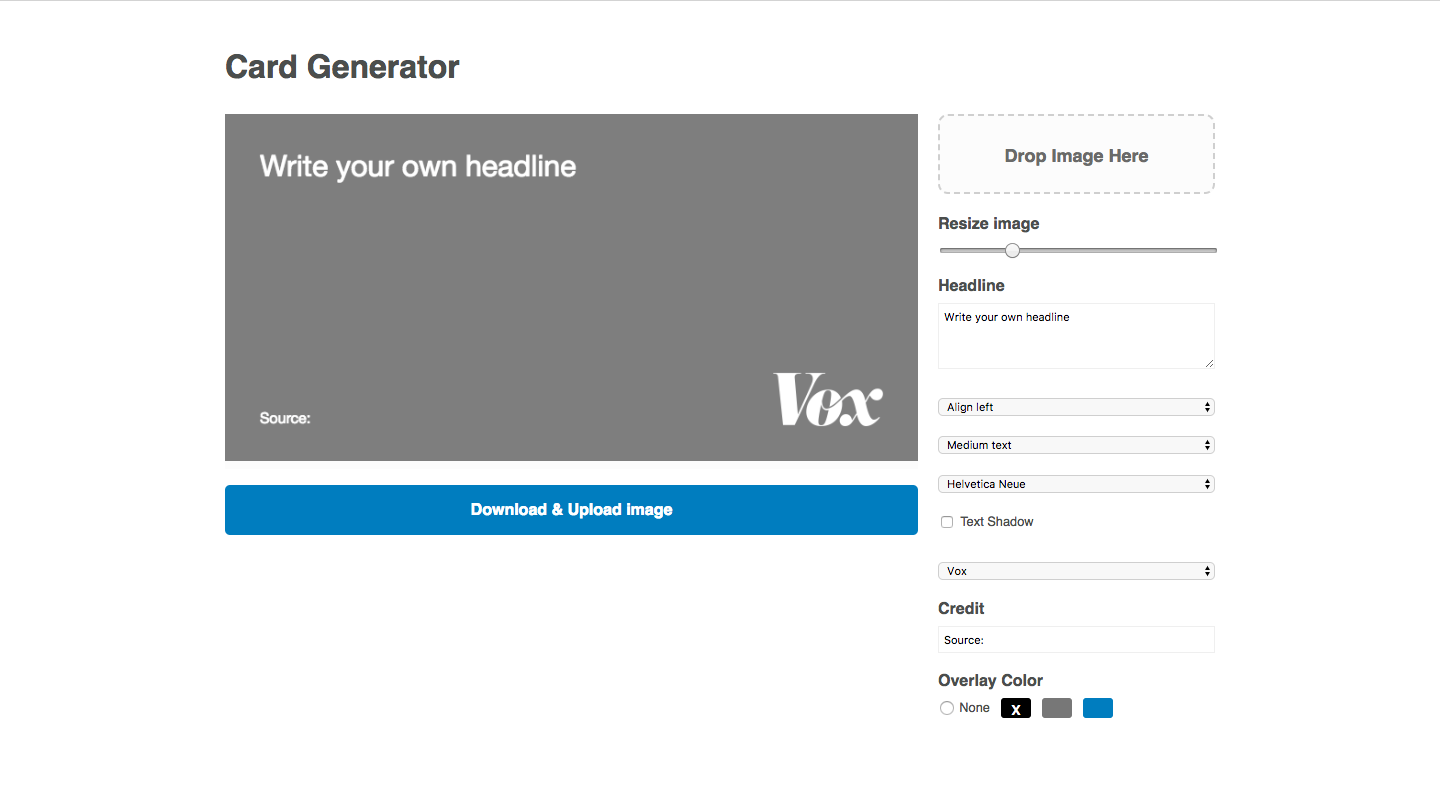 Card Generator
Write your own headline
Source:
Vox
Download & Upload image
Drop Image Here
Resize image
Headline
Write your own headline
Align left
Medium text
Helvetica Neue
Text Shadow
Vox
Credit
Source:
Overlay Color
None
x